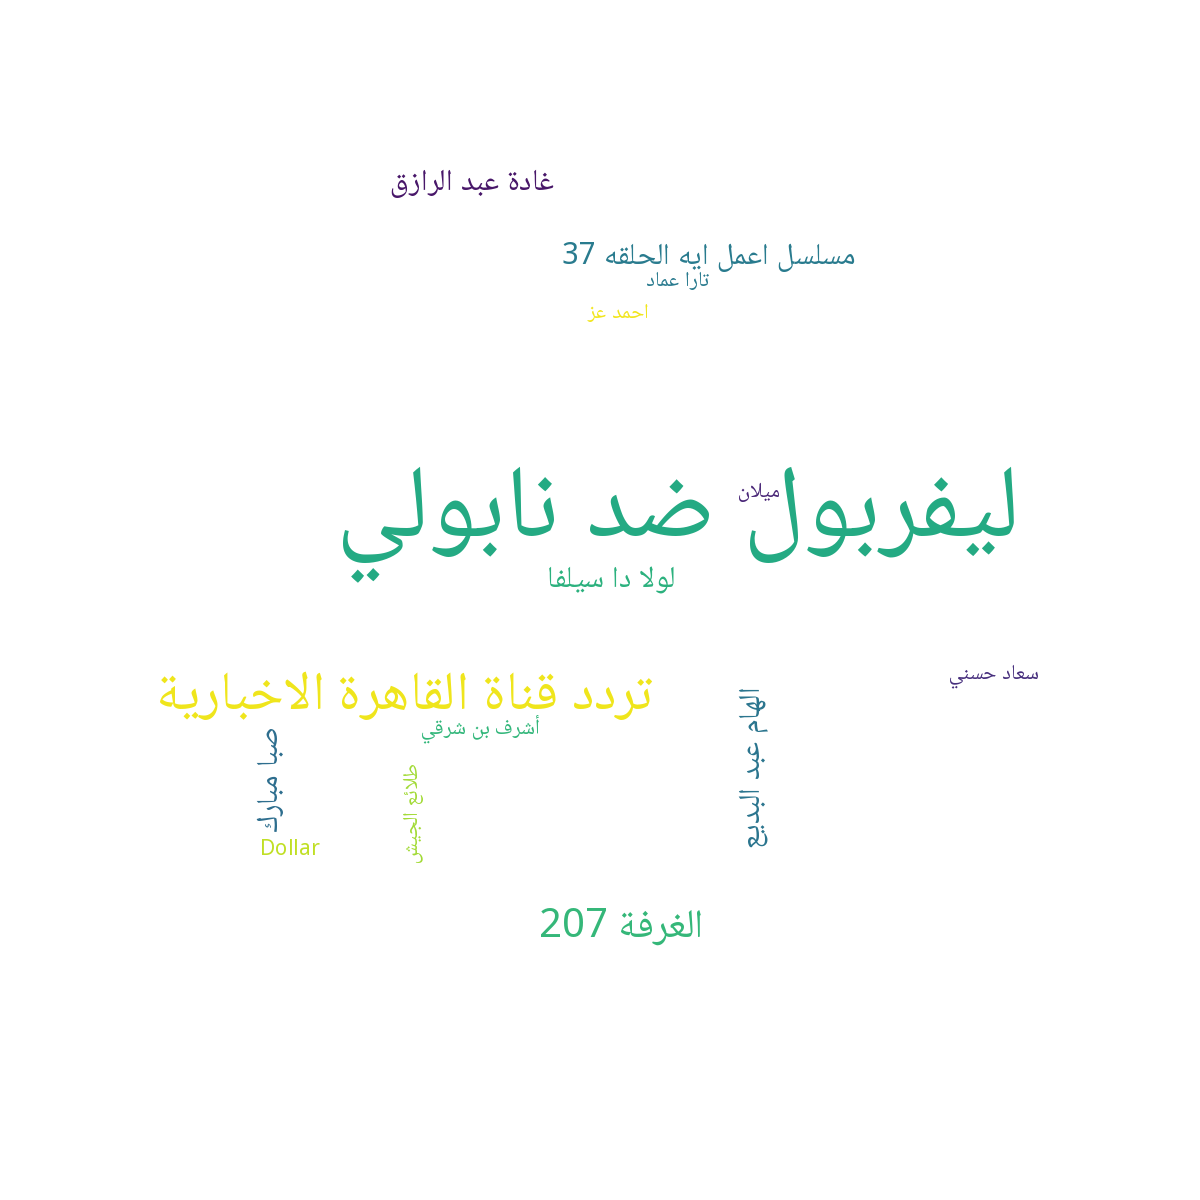 غادة عبد الرازق
مسلسل اعمل ايه الحلقه 37
تارا عماد
احمد عز
ميلان
ليفربول ضد نابولي
لولا دا سيلفا
سعاد حسني
تردد قناة القاهرة الاخبارية
أشرف بن شرقي
الهام عبد البديع
صبا مبارك
طلائع الجيش
Dollar
الغرفة 207